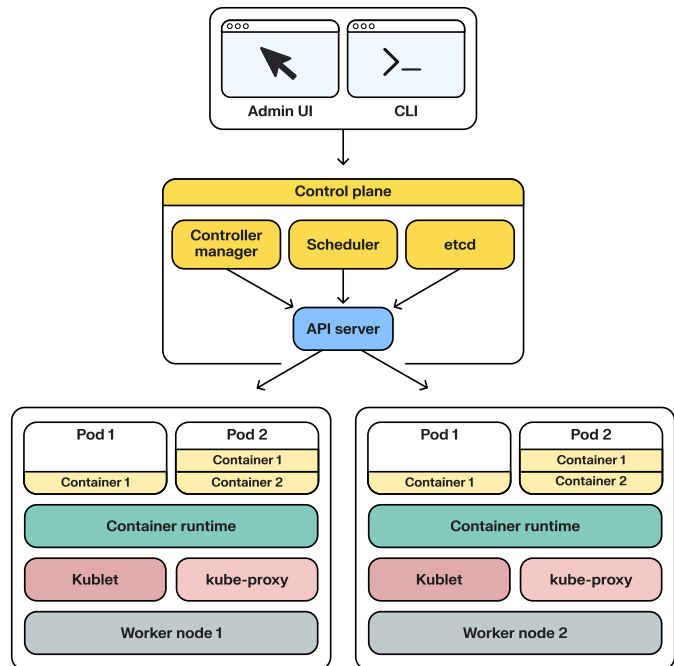 Admin UI
CLI
Control plane
Controller
manager
Scheduler
etcd
API server
Pod 1
Container 1
Pod 2
Container 1
Container 2
Container runtime
Kublet
kube-proxy
Worker node 1
Pod 1
Container 1
Pod 2
Container 1
Container 2
Container runtime
Kublet
kube-proxy
Worker node 2